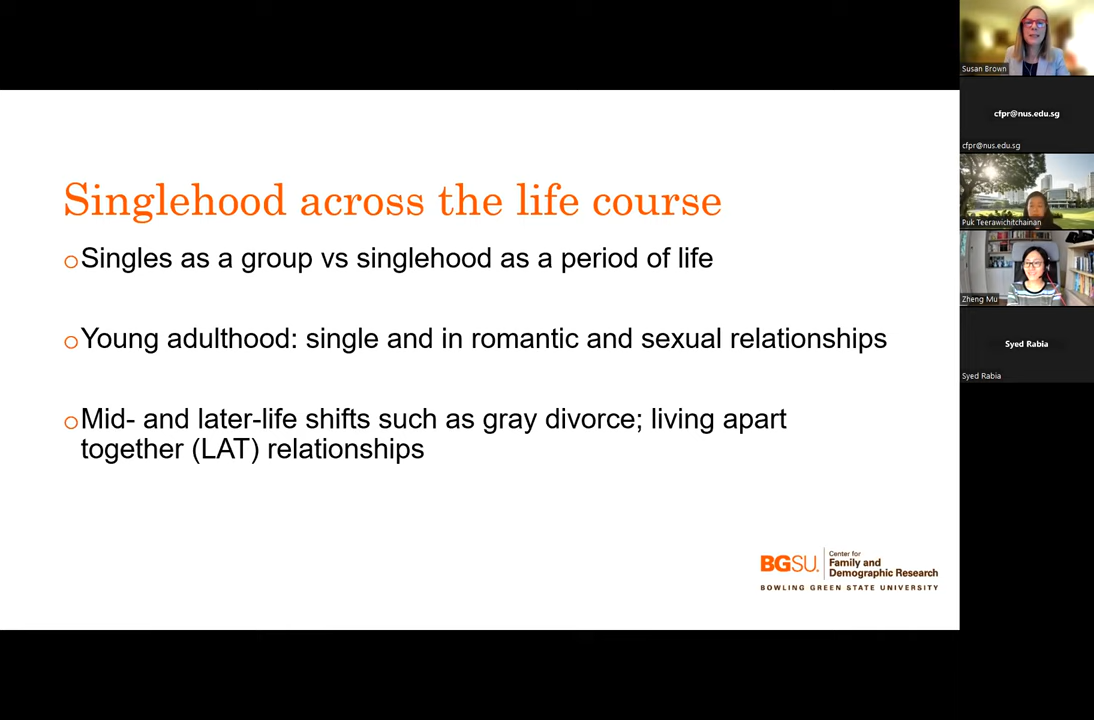 Singlehood across the life course
Singles as a group vs singlehood as a period of life
Young adulthood: single and in romantic and sexual relationships
Mid- and later-life shifts such as gray divorce; living apart
together (LAT) relationships
BGSU.
Center for
Family and
Demographic Research
BOWLING GREEN STATE UNIVERSITY
Susan Brown
cfpr@nus.edu.sg
cfpr@nus.edu.sg
Puk Teerawichitchainan
Zheng Mu
Syed Rabia
Syed Rabia